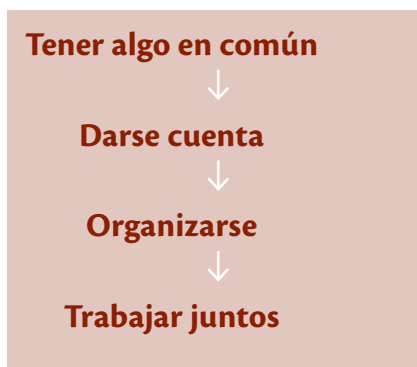 Tener algo en común
↓
Darse cuenta
↓
Organizarse
↓
Trabajar juntos